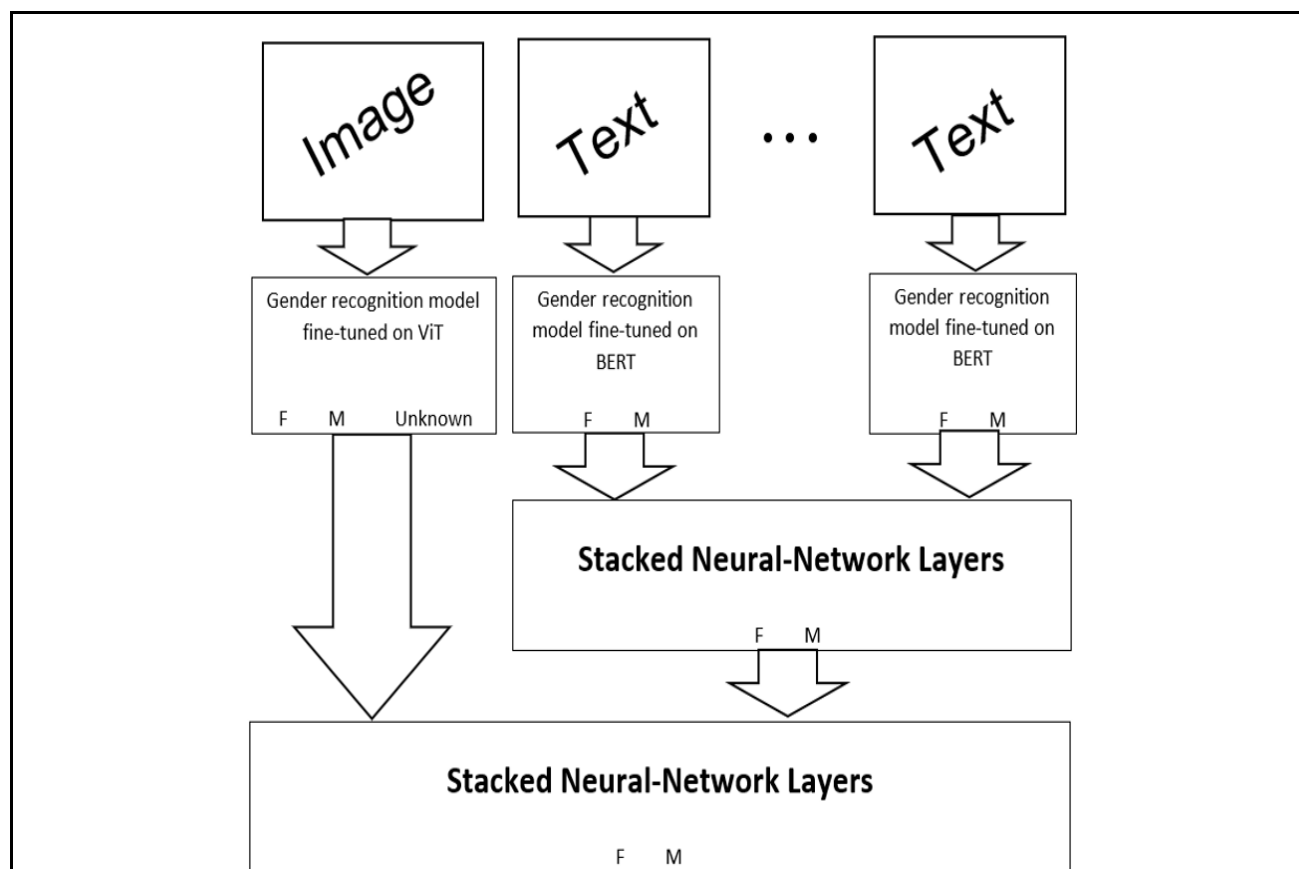 Image
Text
...
Text
Gender recognition model
fine-tuned on ViT
F M Unknown
Gender recognition
model fine-tuned on
BERT
F M
Gender recognition
model fine-tuned on
BERT
F M
Stacked Neural-Network Layers
F M
Stacked Neural-Network Layers
F M